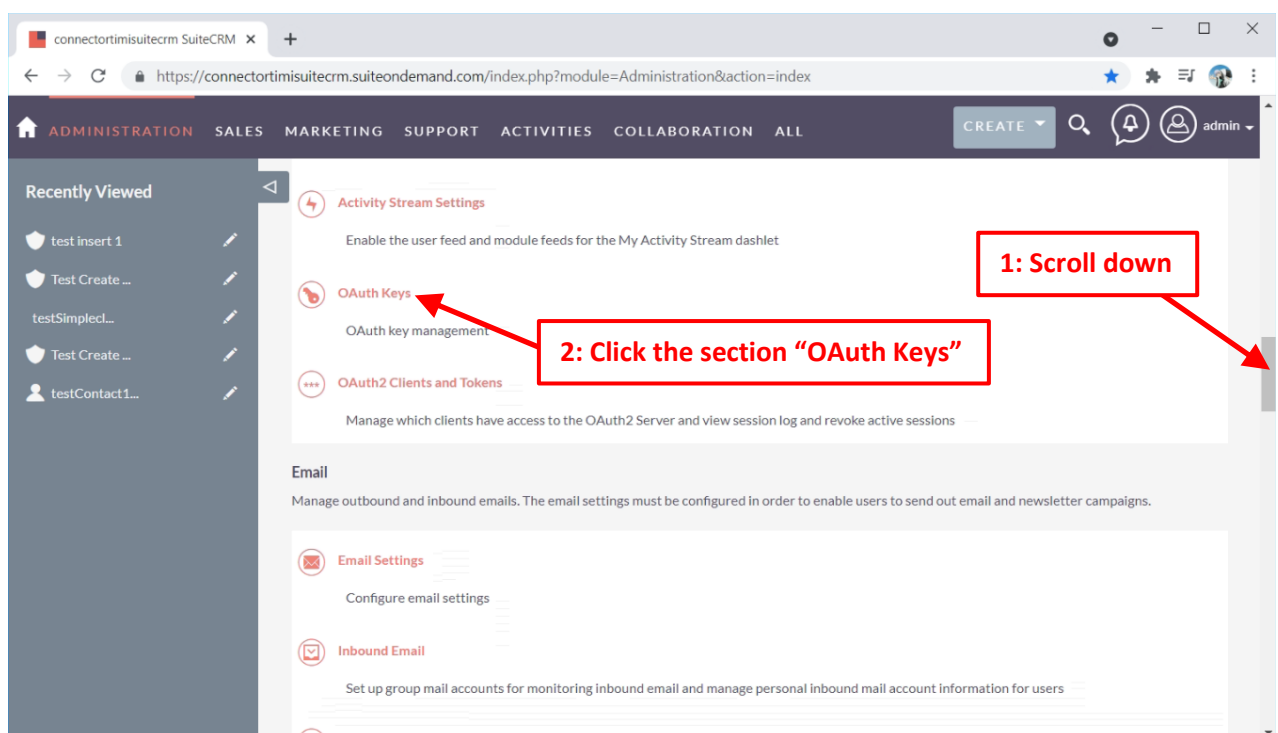 connectortimisuitecrm SuiteCRM
https://connectortimisuitecrm.suiteondemand.com/index.php?module=Administration&action=index
ADMINISTRATION SALES MARKETING SUPPORT ACTIVITIES COLLABORATION ALL CREATE admin
Recently Viewed
test insert 1
Test Create ...
testSimplecl...
Test Create ...
testContact1...
Activity Stream Settings
Enable the user feed and module feeds for the My Activity Stream dashlet
1: Scroll down
OAuth Keys
OAuth key management
2: Click the section “OAuth Keys”
OAuth2 Clients and Tokens
Manage which clients have access to the OAuth2 Server and view session log and revoke active sessions
Email
Manage outbound and inbound emails. The email settings must be configured in order to enable users to send out email and newsletter campaigns.
Email Settings
Configure email settings
Inbound Email
Set up group mail accounts for monitoring inbound email and manage personal inbound mail account information for users